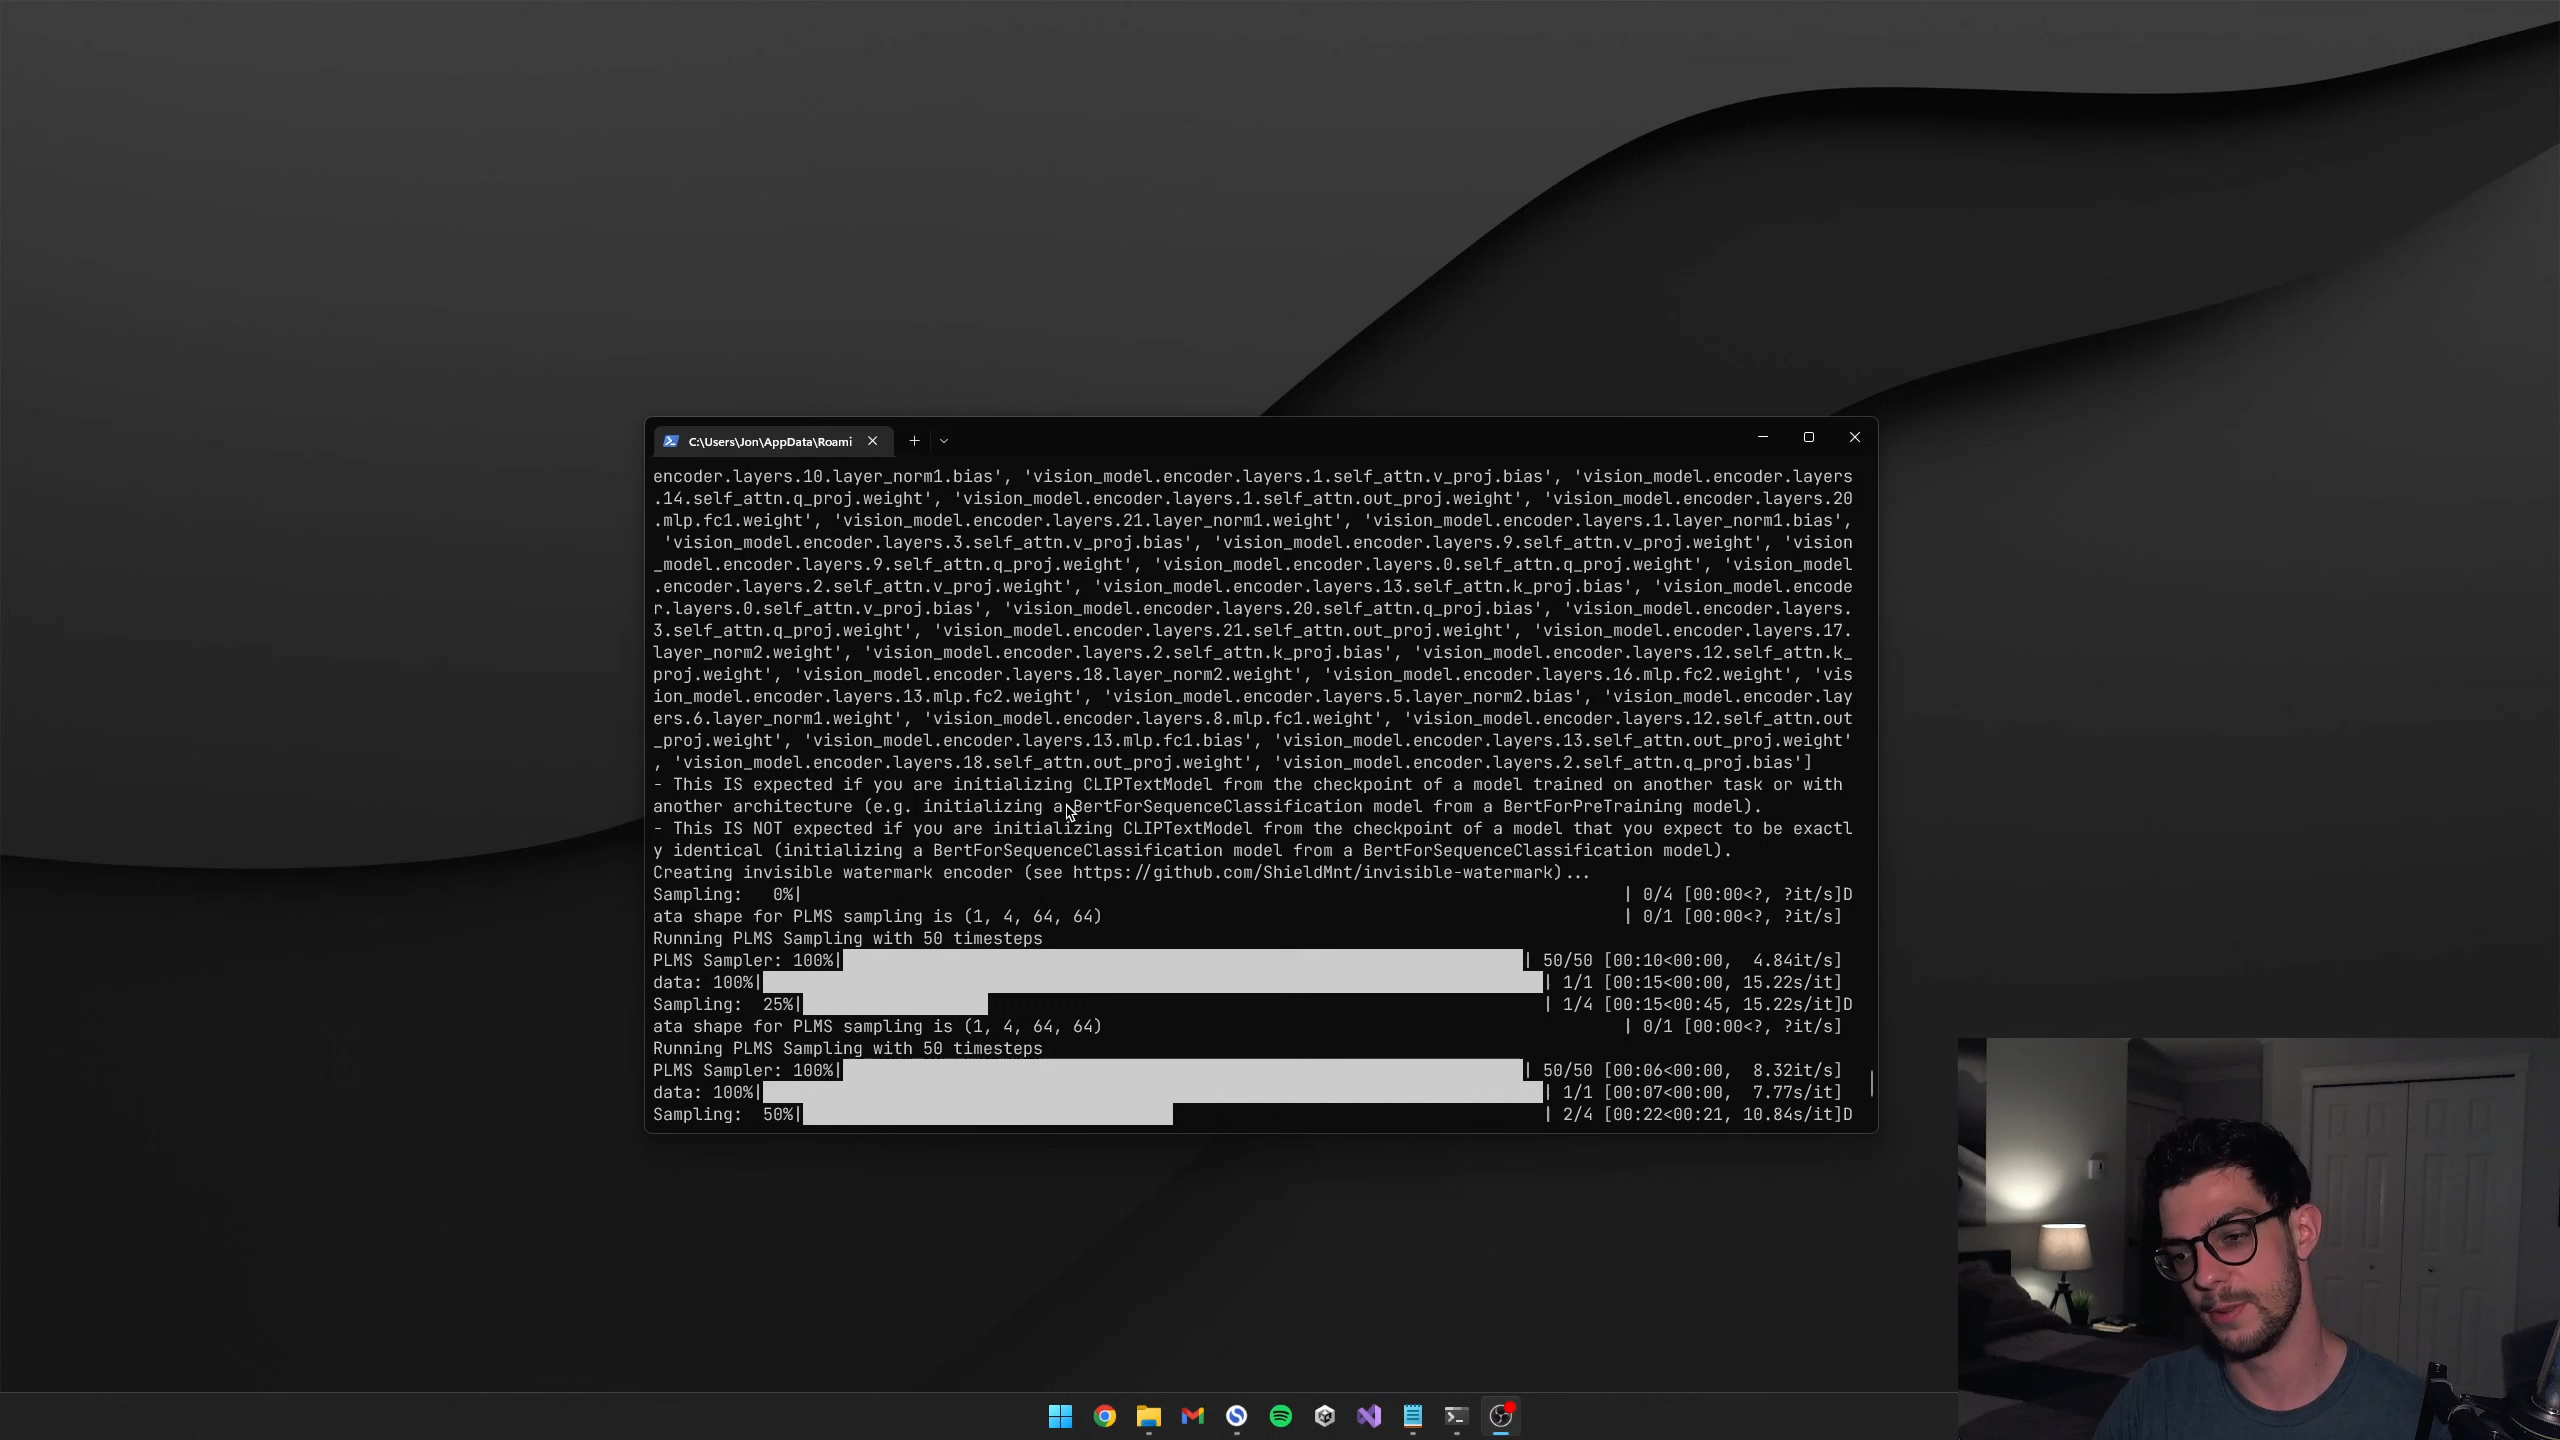 C:\Users\Jon\AppData\Roami
encoder.layers.10.layer_norm1.bias', 'vision_model.encoder.layers.1.self_attn.v_proj.bias', 'vision_model.encoder.layers
.14.self_attn.q_proj.weight', 'vision_model.encoder.layers.1.self_attn.out_proj.weight', 'vision_model.encoder.layers.20
.mlp.fc1.weight', 'vision_model.encoder.layers.21.layer_norm1.weight', 'vision_model.encoder.layers.1.layer_norm1.bias',
 'vision_model.encoder.layers.3.self_attn.v_proj.bias', 'vision_model.encoder.layers.9.self_attn.v_proj.weight', 'vision
_model.encoder.layers.9.self_attn.q_proj.weight', 'vision_model.encoder.layers.0.self_attn.q_proj.weight', 'vision_model
.encoder.layers.2.self_attn.v_proj.weight', 'vision_model.encoder.layers.13.self_attn.k_proj.bias', 'vision_model.encode
r.layers.0.self_attn.v_proj.bias', 'vision_model.encoder.layers.20.self_attn.q_proj.bias', 'vision_model.encoder.layers.
3.self_attn.q_proj.weight', 'vision_model.encoder.layers.21.self_attn.out_proj.weight', 'vision_model.encoder.layers.17.
layer_norm2.weight', 'vision_model.encoder.layers.2.self_attn.k_proj.bias', 'vision_model.encoder.layers.12.self_attn.k_
proj.weight', 'vision_model.encoder.layers.18.layer_norm2.weight', 'vision_model.encoder.layers.16.mlp.fc2.weight', 'vis
ion_model.encoder.layers.13.mlp.fc2.weight', 'vision_model.encoder.layers.5.layer_norm2.bias', 'vision_model.encoder.lay
ers.6.layer_norm1.weight', 'vision_model.encoder.layers.8.mlp.fc1.weight', 'vision_model.encoder.layers.12.self_attn.out
_proj.weight', 'vision_model.encoder.layers.13.mlp.fc1.bias', 'vision_model.encoder.layers.13.self_attn.out_proj.weight'
, 'vision_model.encoder.layers.18.self_attn.out_proj.weight', 'vision_model.encoder.layers.2.self_attn.q_proj.bias']
- This IS expected if you are initializing CLIPTextModel from the checkpoint of a model trained on another task or with
another architecture (e.g. initializing a BertForSequenceClassification model from a BertForPreTraining model).
- This IS NOT expected if you are initializing CLIPTextModel from the checkpoint of a model that you expect to be exactl
y identical (initializing a BertForSequenceClassification model from a BertForSequenceClassification model).
Creating invisible watermark encoder (see https://github.com/ShieldMnt/invisible-watermark)...
Sampling:   0%| | 0/4 [00:00<?, ?it/s]D
ata shape for PLMS sampling is (1, 4, 64, 64) | 0/1 [00:00<?, ?it/s]
Running PLMS Sampling with 50 timesteps
PLMS Sampler: 100%| | 50/50 [00:10<00:00,  4.84it/s]
data: 100%| | 1/1 [00:15<00:00, 15.22s/it]
Sampling:  25%| | 1/4 [00:15<00:45, 15.22s/it]D
ata shape for PLMS sampling is (1, 4, 64, 64) | 0/1 [00:00<?, ?it/s]
Running PLMS Sampling with 50 timesteps
PLMS Sampler: 100%| | 50/50 [00:06<00:00,  8.32it/s]
data: 100%| | 1/1 [00:07<00:00,  7.77s/it]
Sampling:  50%| | 2/4 [00:22<00:21, 10.84s/it]D